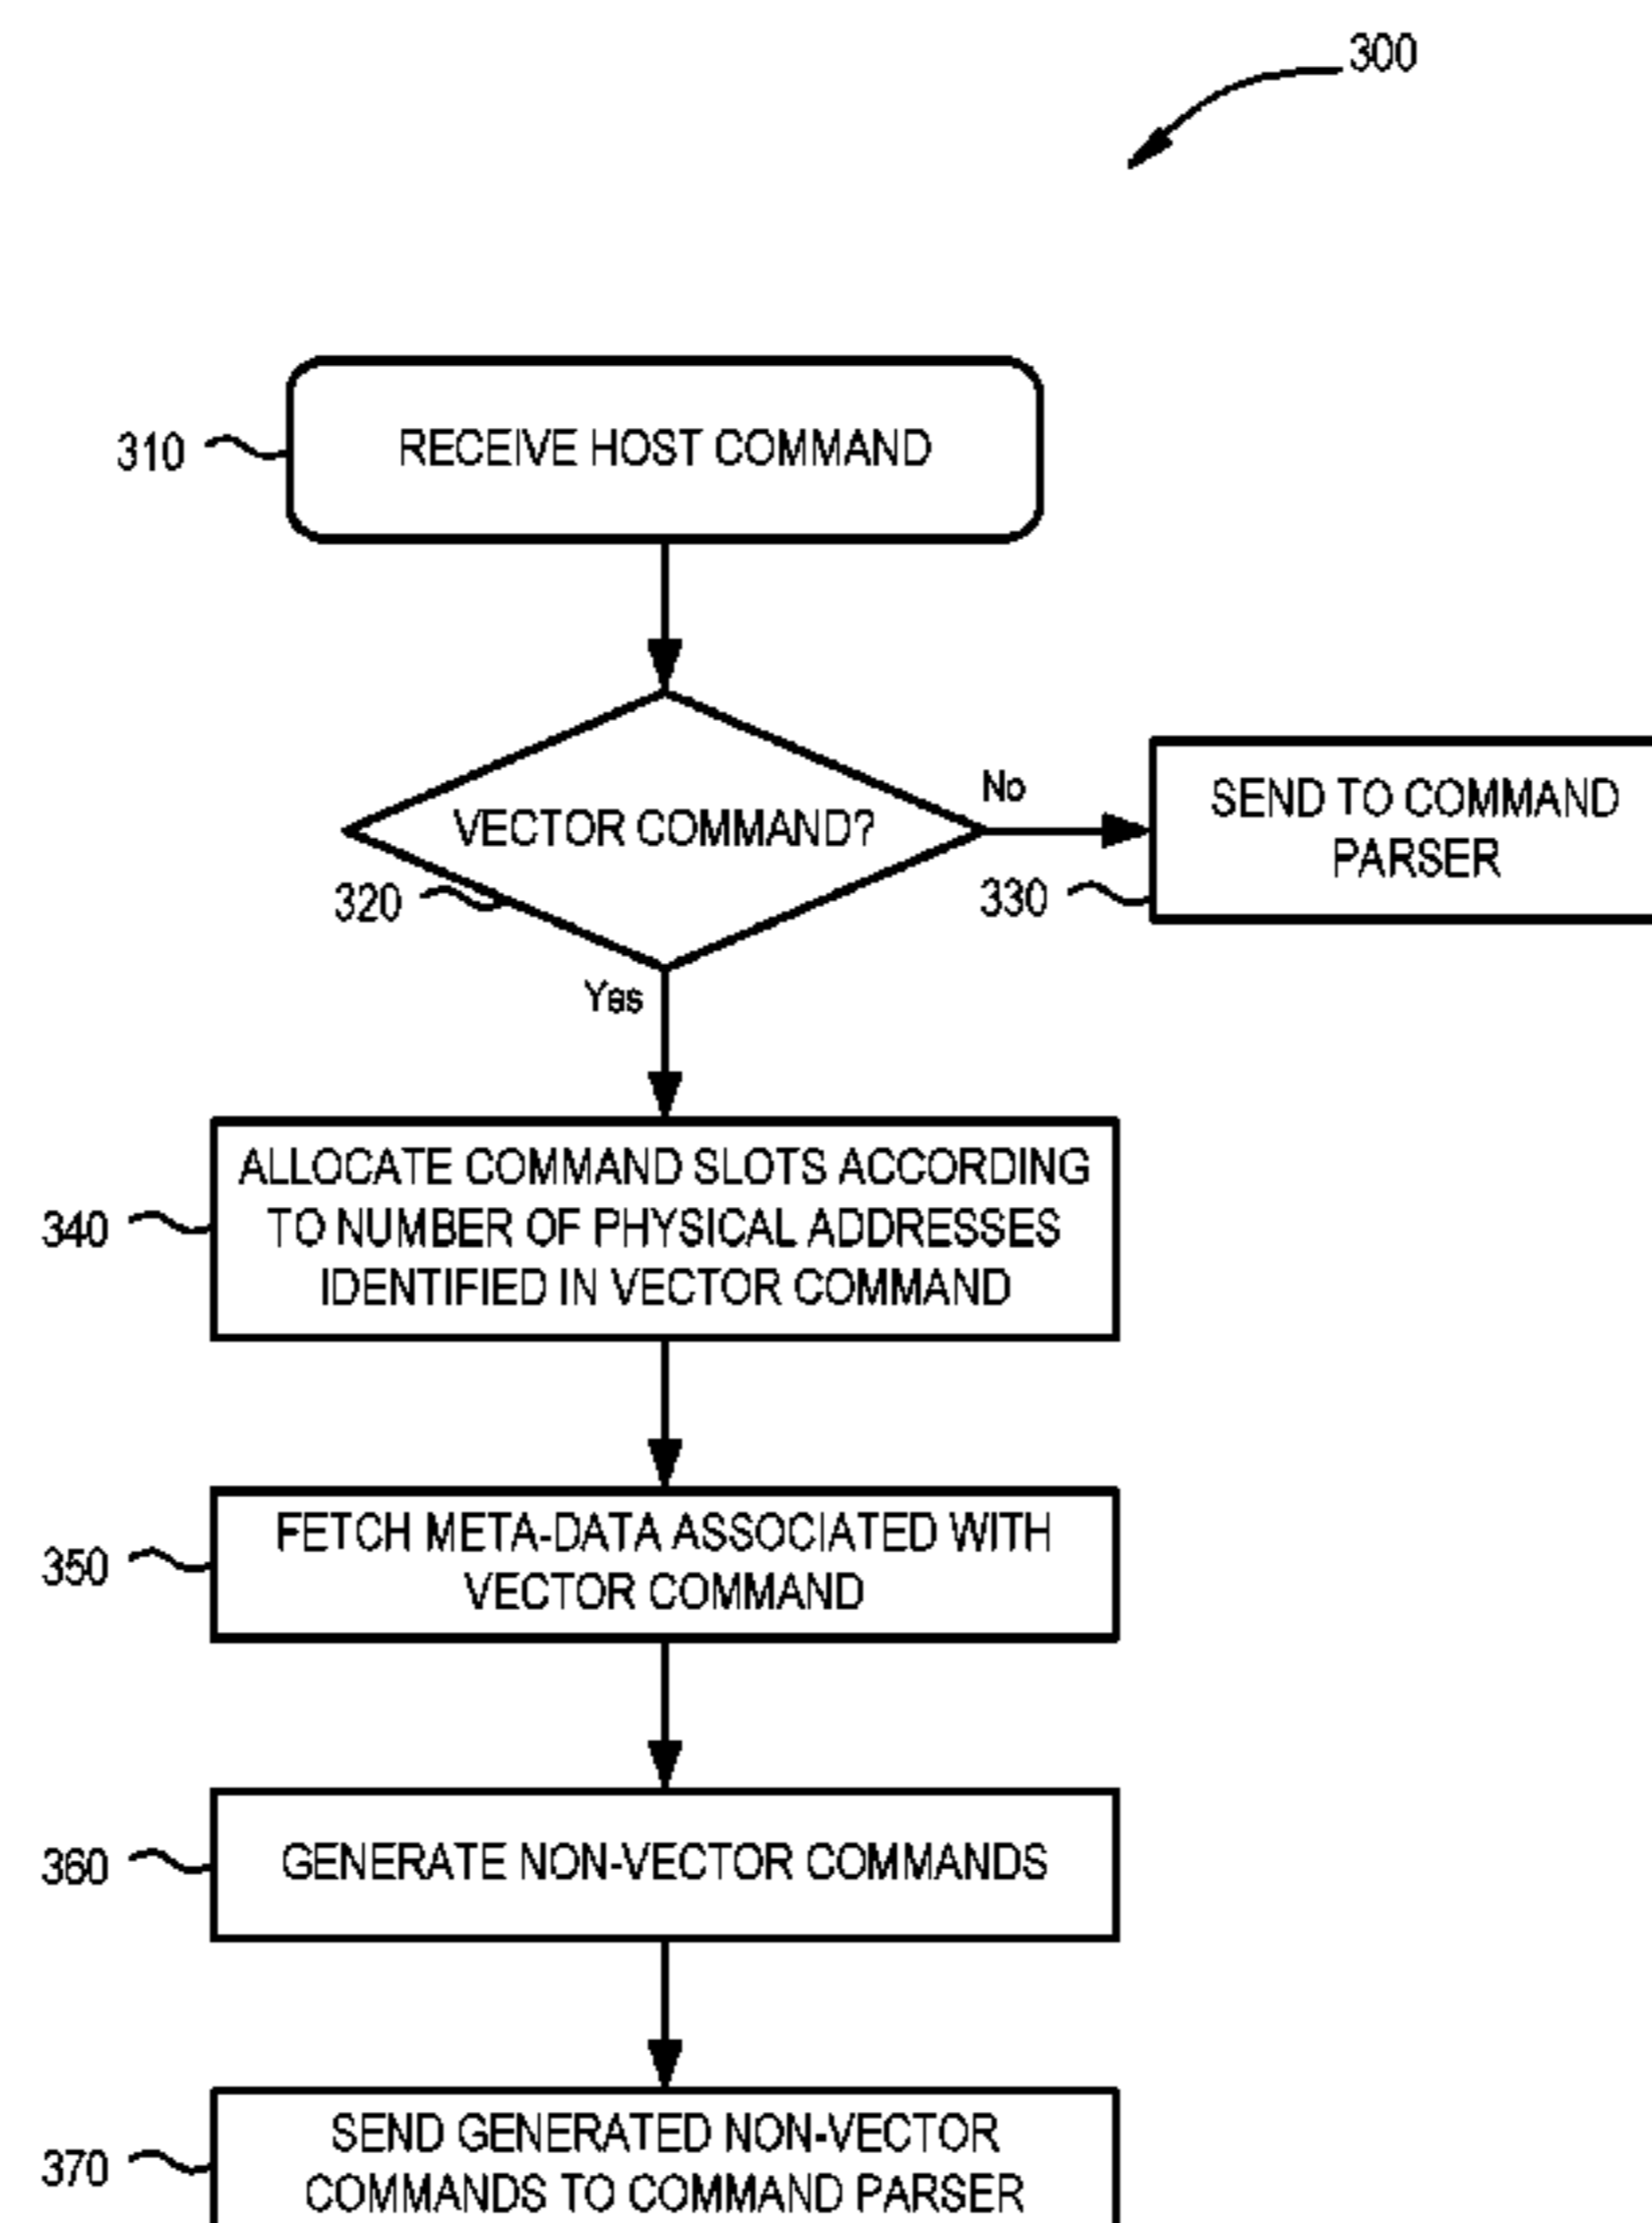 300
310
RECEIVE HOST COMMAND
VECTOR COMMAND?
320
No
Yes
330
SEND TO COMMAND
PARSER
340
ALLOCATE COMMAND SLOTS ACCORDING
TO NUMBER OF PHYSICAL ADDRESSES
IDENTIFIED IN VECTOR COMMAND
350
FETCH META-DATA ASSOCIATED WITH
VECTOR COMMAND
360
GENERATE NON-VECTOR COMMANDS
370
SEND GENERATED NON-VECTOR
COMMANDS TO COMMAND PARSER